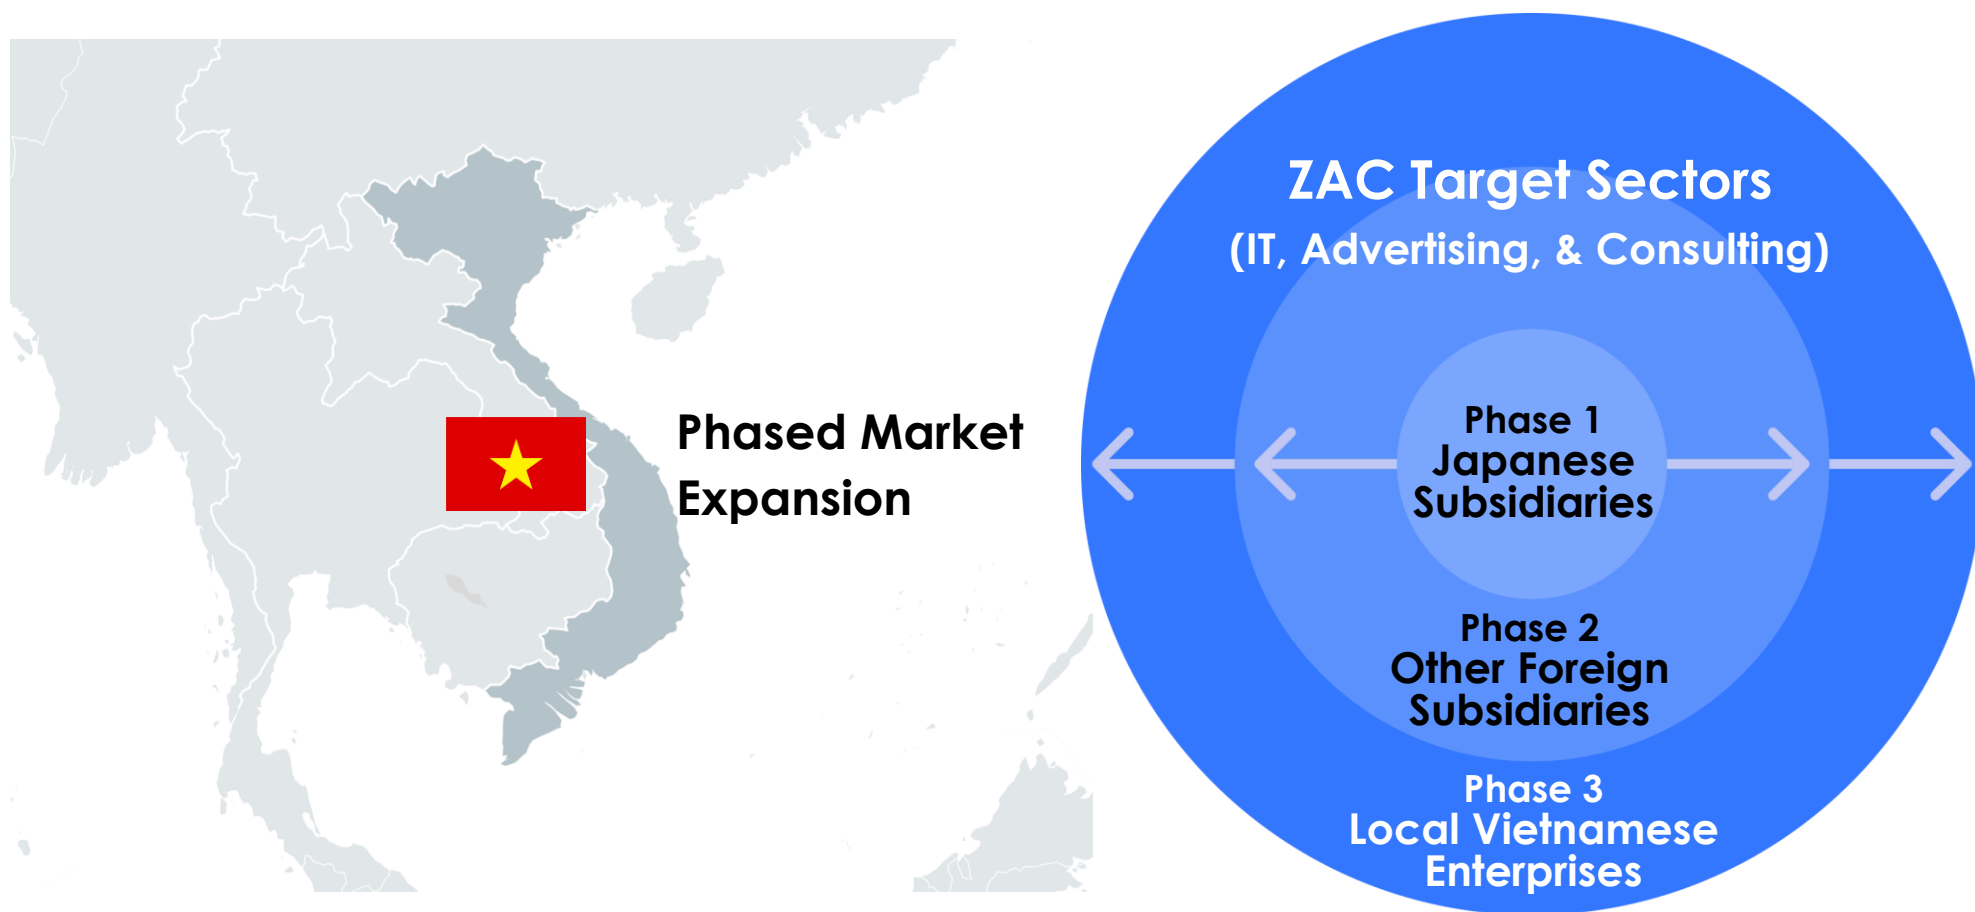 Phased Market
Expansion
ZAC Target Sectors
(IT, Advertising, & Consulting)
Phase 1
Japanese
Subsidiaries
Phase 2
Other Foreign
Subsidiaries
Phase 3
Local Vietnamese
Enterprises